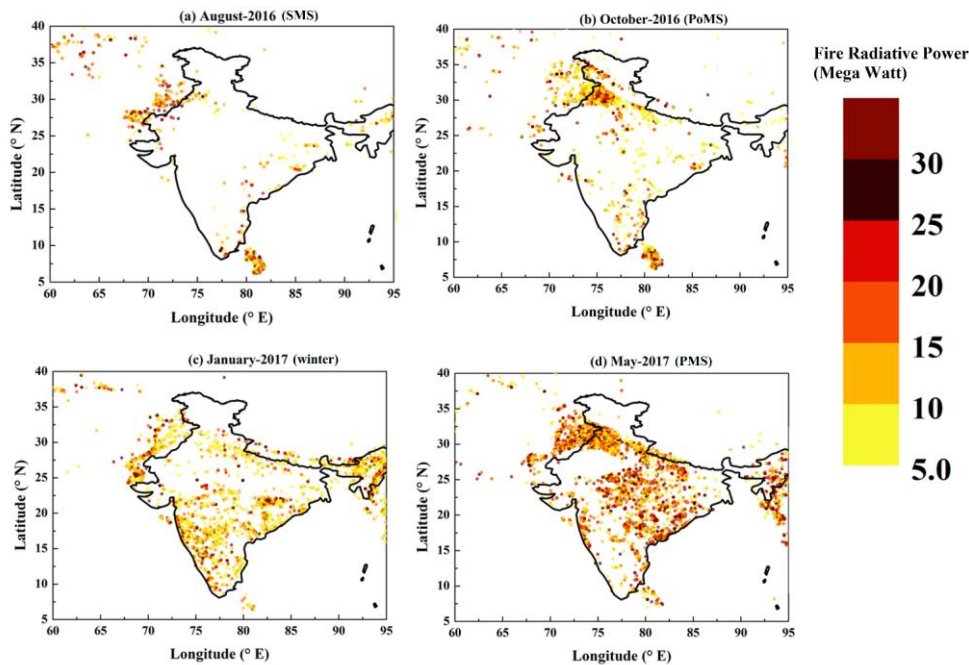 (a) August-2016 (SMS)
40
35
30
25
20
15
10
5
Latitude (° N)
60 65 70 75 80 85 90 95
Longitude (° E)
(b) October-2016 (PoMS)
40
35
30
25
20
15
10
5
Latitude (° N)
60 65 70 75 80 85 90 95
Longitude (° E)
Fire Radiative Power
(Mega Watt)
30
25
20
15
10
5.0
(c) January-2017 (winter)
40
35
30
25
20
15
10
5
Latitude (° N)
60 65 70 75 80 85 90 95
Longitude (° E)
(d) May-2017 (PMS)
40
35
30
25
20
15
10
5
Latitude (° N)
60 65 70 75 80 85 90 95
Longitude (° E)